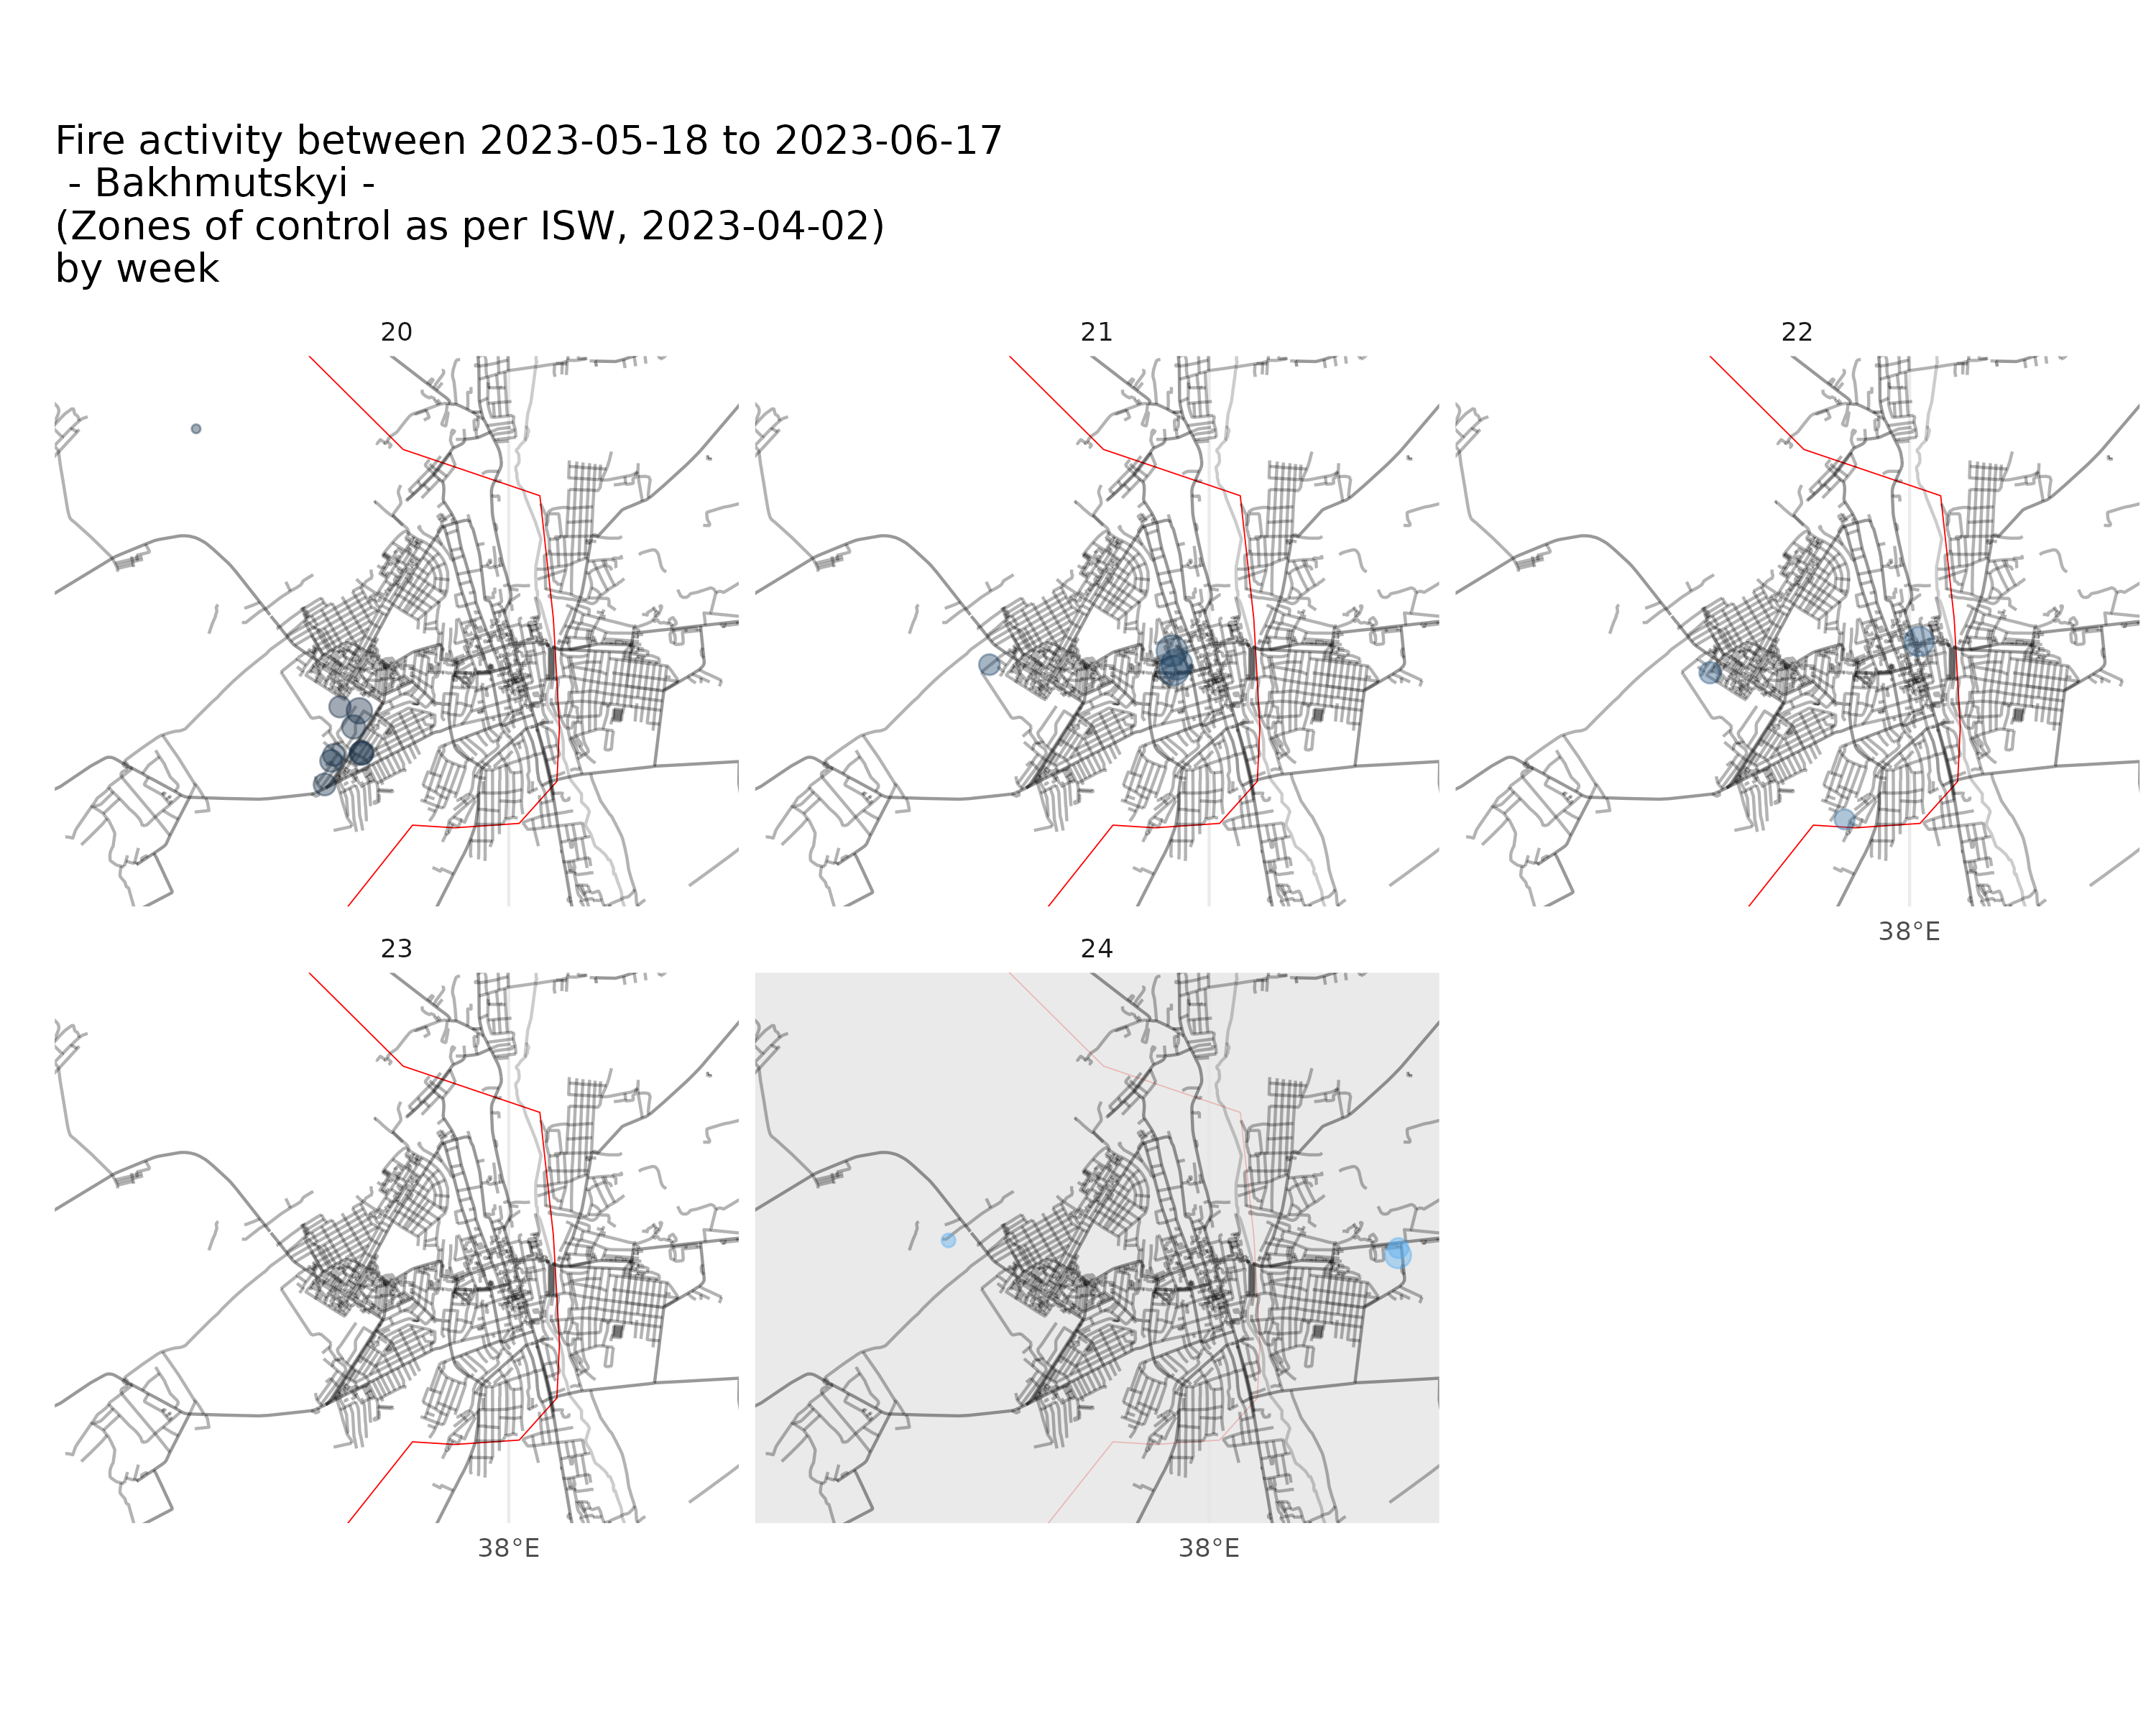 Fire activity between 2023-05-18 to 2023-06-17
- Bakhmutskyi -
(Zones of control as per ISW, 2023-04-02)
by week
20
21
22
38°E
23
24
38°E
38°E